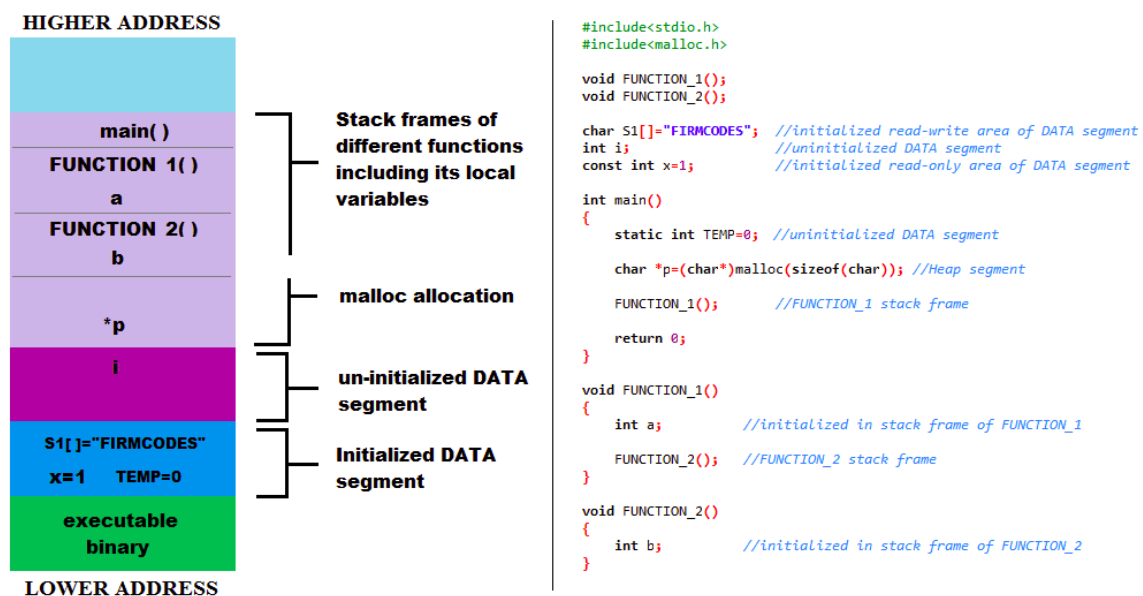 HIGHER ADDRESS
main( )
FUNCTION 1( )
a
FUNCTION 2( )
b
*p
i
S1[ ]="FIRMCODES"
x=1 TEMP=0
executable
binary
LOWER ADDRESS
Stack frames of
different functions
including its local
variables
malloc allocation
un-initialized DATA
segment
Initialized DATA
segment
#include<stdio.h>
#include<malloc.h>
void FUNCTION_1();
void FUNCTION_2();
char S1[]="FIRMCODES"; //initialized read-write area of DATA segment
int i; //uninitialized DATA segment
const int x=1; //initialized read-only area of DATA segment
int main()
{
static int TEMP=0; //uninitialized DATA segment
char *p=(char*)malloc(sizeof(char)); //Heap segment
FUNCTION_1(); //FUNCTION_1 stack frame
return 0;
}
void FUNCTION_1()
{
int a; //initialized in stack frame of FUNCTION_1
FUNCTION_2(); //FUNCTION_2 stack frame
}
void FUNCTION_2()
{
int b; //initialized in stack frame of FUNCTION_2
}